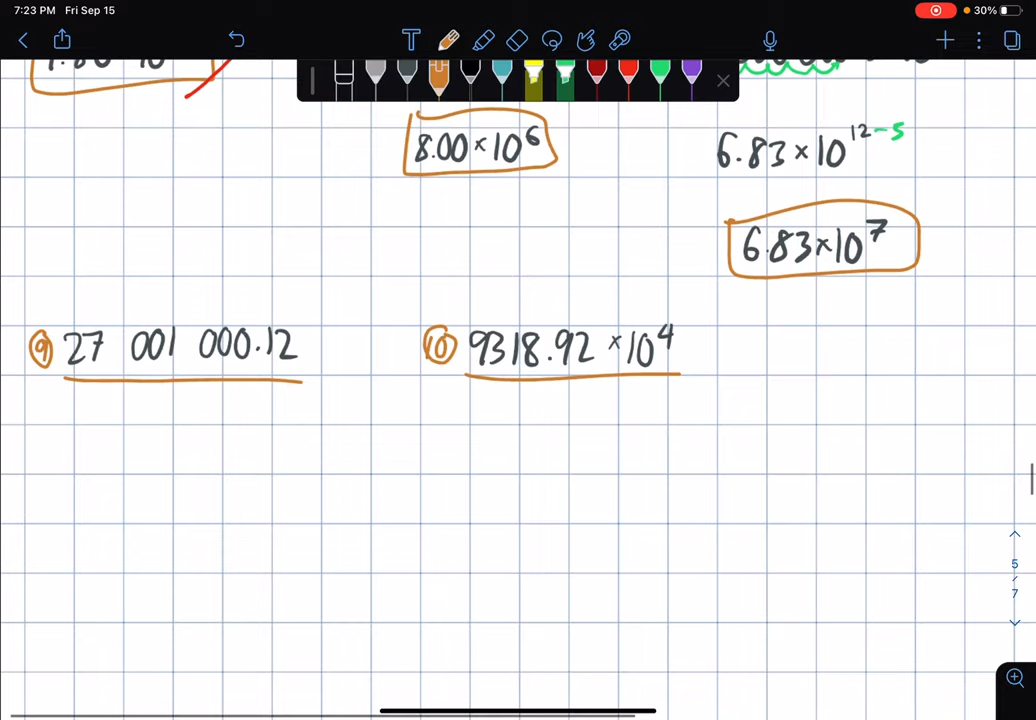 7:23 PM Fri Sep 15
30%
8.00 × 10⁶
6.83 × 10¹²⁻⁵
6.83 × 10⁷
⑨ 27 001 000.12
⑩ 9318.92 × 10⁴
5
/
7